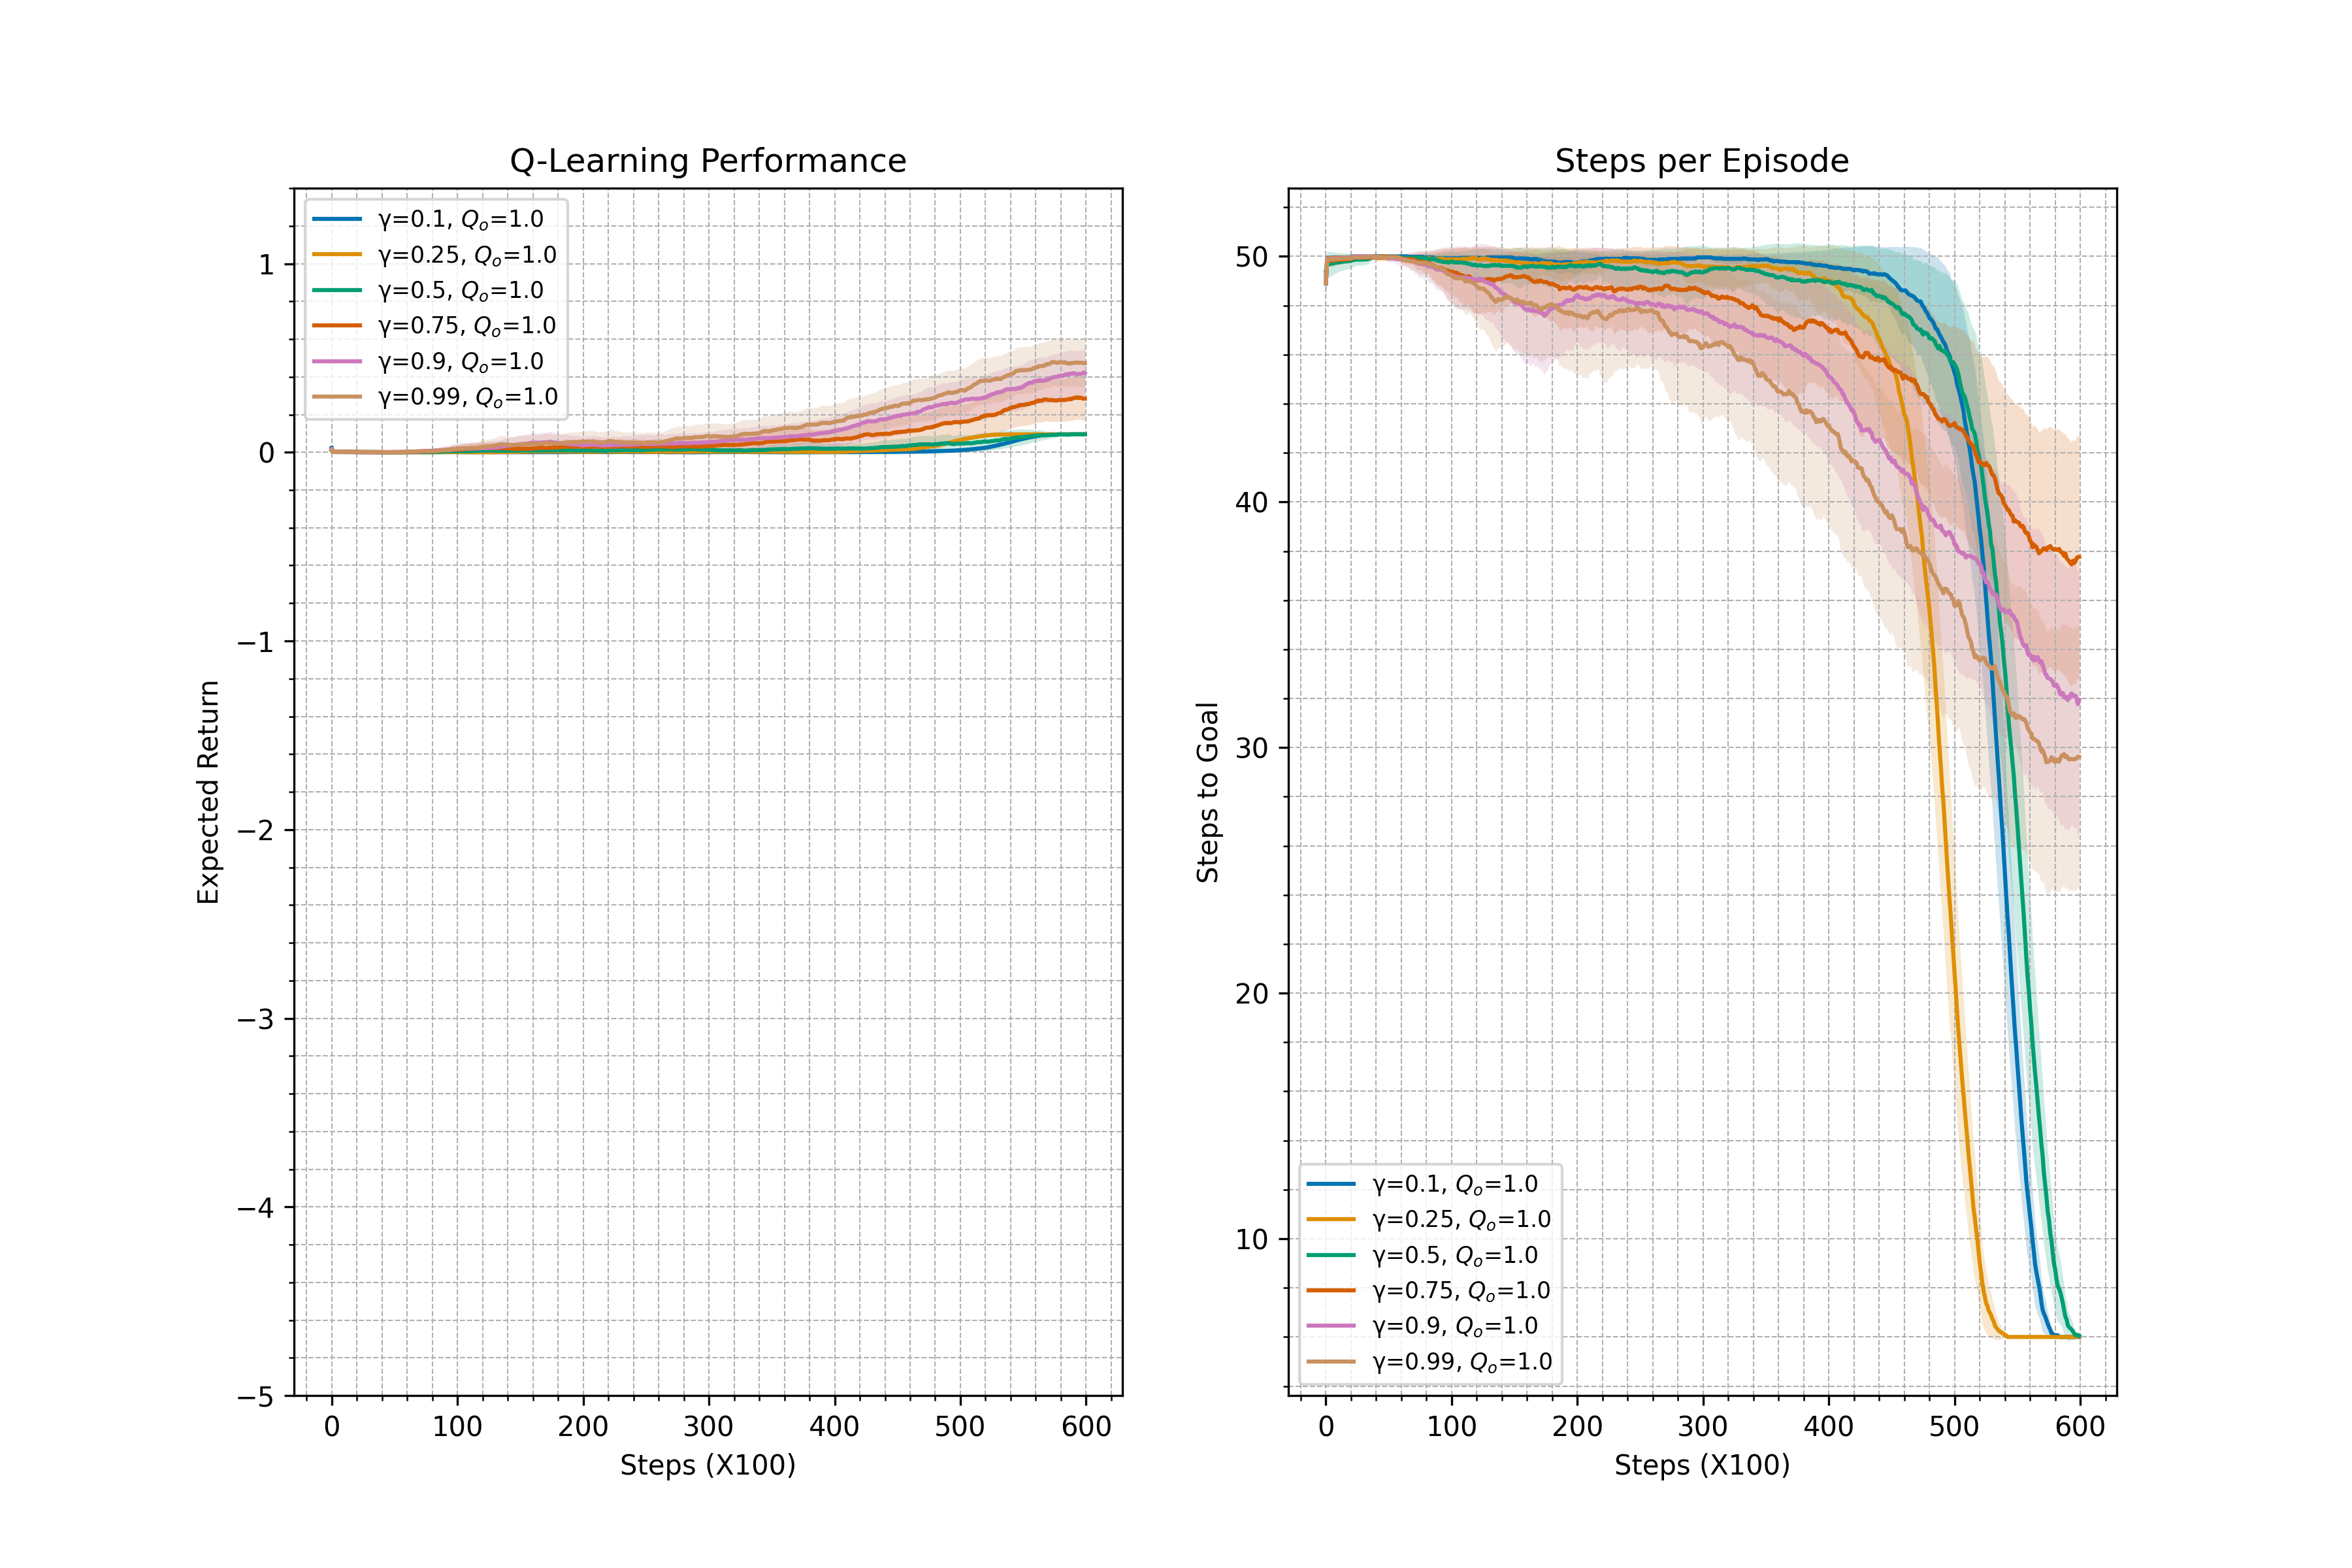 Q-Learning Performance
γ=0.1, Qₒ=1.0
γ=0.25, Qₒ=1.0
γ=0.5, Qₒ=1.0
γ=0.75, Qₒ=1.0
γ=0.9, Qₒ=1.0
γ=0.99, Qₒ=1.0
1
0
−1
−2
−3
−4
−5
Expected Return
0 100 200 300 400 500 600
Steps (X100)
Steps per Episode
50
40
30
20
10
Steps to Goal
γ=0.1, Qₒ=1.0
γ=0.25, Qₒ=1.0
γ=0.5, Qₒ=1.0
γ=0.75, Qₒ=1.0
γ=0.9, Qₒ=1.0
γ=0.99, Qₒ=1.0
0 100 200 300 400 500 600
Steps (X100)